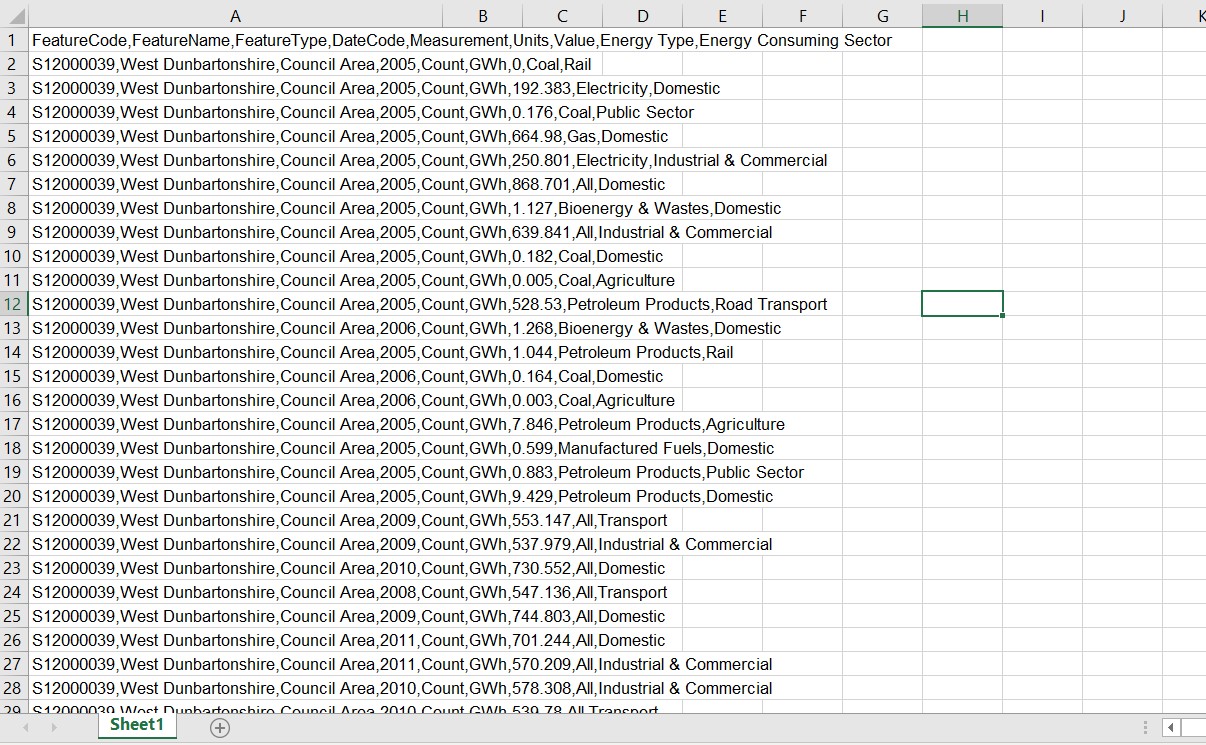 A B C D E F G H I J K
1 FeatureCode,FeatureName,FeatureType,DateCode,Measurement,Units,Value,Energy Type,Energy Consuming Sector
2 S12000039,West Dunbartonshire,Council Area,2005,Count,GWh,0,Coal,Rail
3 S12000039,West Dunbartonshire,Council Area,2005,Count,GWh,192.383,Electricity,Domestic
4 S12000039,West Dunbartonshire,Council Area,2005,Count,GWh,0.176,Coal,Public Sector
5 S12000039,West Dunbartonshire,Council Area,2005,Count,GWh,664.98,Gas,Domestic
6 S12000039,West Dunbartonshire,Council Area,2005,Count,GWh,250.801,Electricity,Industrial & Commercial
7 S12000039,West Dunbartonshire,Council Area,2005,Count,GWh,868.701,All,Domestic
8 S12000039,West Dunbartonshire,Council Area,2005,Count,GWh,1.127,Bioenergy & Wastes,Domestic
9 S12000039,West Dunbartonshire,Council Area,2005,Count,GWh,639.841,All,Industrial & Commercial
10 S12000039,West Dunbartonshire,Council Area,2005,Count,GWh,0.182,Coal,Domestic
11 S12000039,West Dunbartonshire,Council Area,2005,Count,GWh,0.005,Coal,Agriculture
12 S12000039,West Dunbartonshire,Council Area,2005,Count,GWh,528.53,Petroleum Products,Road Transport
13 S12000039,West Dunbartonshire,Council Area,2006,Count,GWh,1.268,Bioenergy & Wastes,Domestic
14 S12000039,West Dunbartonshire,Council Area,2005,Count,GWh,1.044,Petroleum Products,Rail
15 S12000039,West Dunbartonshire,Council Area,2006,Count,GWh,0.164,Coal,Domestic
16 S12000039,West Dunbartonshire,Council Area,2006,Count,GWh,0.003,Coal,Agriculture
17 S12000039,West Dunbartonshire,Council Area,2005,Count,GWh,7.846,Petroleum Products,Agriculture
18 S12000039,West Dunbartonshire,Council Area,2005,Count,GWh,0.599,Manufactured Fuels,Domestic
19 S12000039,West Dunbartonshire,Council Area,2005,Count,GWh,0.883,Petroleum Products,Public Sector
20 S12000039,West Dunbartonshire,Council Area,2005,Count,GWh,9.429,Petroleum Products,Domestic
21 S12000039,West Dunbartonshire,Council Area,2009,Count,GWh,553.147,All,Transport
22 S12000039,West Dunbartonshire,Council Area,2009,Count,GWh,537.979,All,Industrial & Commercial
23 S12000039,West Dunbartonshire,Council Area,2010,Count,GWh,730.552,All,Domestic
24 S12000039,West Dunbartonshire,Council Area,2008,Count,GWh,547.136,All,Transport
25 S12000039,West Dunbartonshire,Council Area,2009,Count,GWh,744.803,All,Domestic
26 S12000039,West Dunbartonshire,Council Area,2011,Count,GWh,701.244,All,Domestic
27 S12000039,West Dunbartonshire,Council Area,2011,Count,GWh,570.209,All,Industrial & Commercial
28 S12000039,West Dunbartonshire,Council Area,2010,Count,GWh,578.308,All,Industrial & Commercial
29 S12000039,West Dunbartonshire,Council Area,2010,Count,GWh,539.78,All,Transport
Sheet1